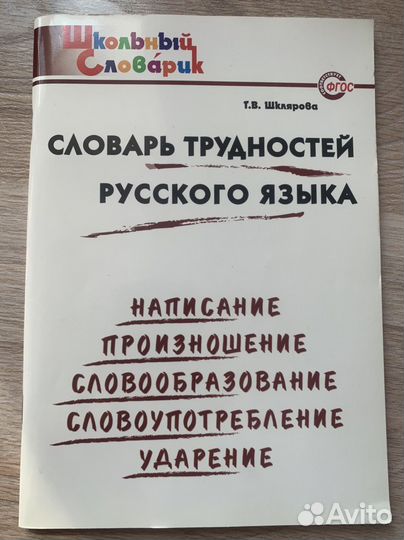 Школьный
Словарик
ФГОС
Т.В. Шклярова
СЛОВАРЬ ТРУДНОСТЕЙ
РУССКОГО ЯЗЫКА
НАПИСАНИЕ
ПРОИЗНОШЕНИЕ
СЛОВООБРАЗОВАНИЕ
СЛОВОУПОТРЕБЛЕНИЕ
УДАРЕНИЕ
Avito